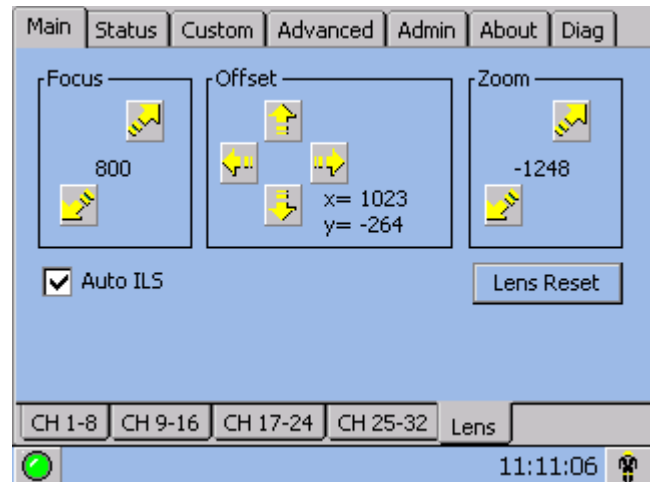 Main Status Custom Advanced Admin About Diag
Focus
800
Offset
x= 1023
y= -264
Zoom
-1248
Auto ILS
Lens Reset
CH 1-8 CH 9-16 CH 17-24 CH 25-32 Lens
11:11:06